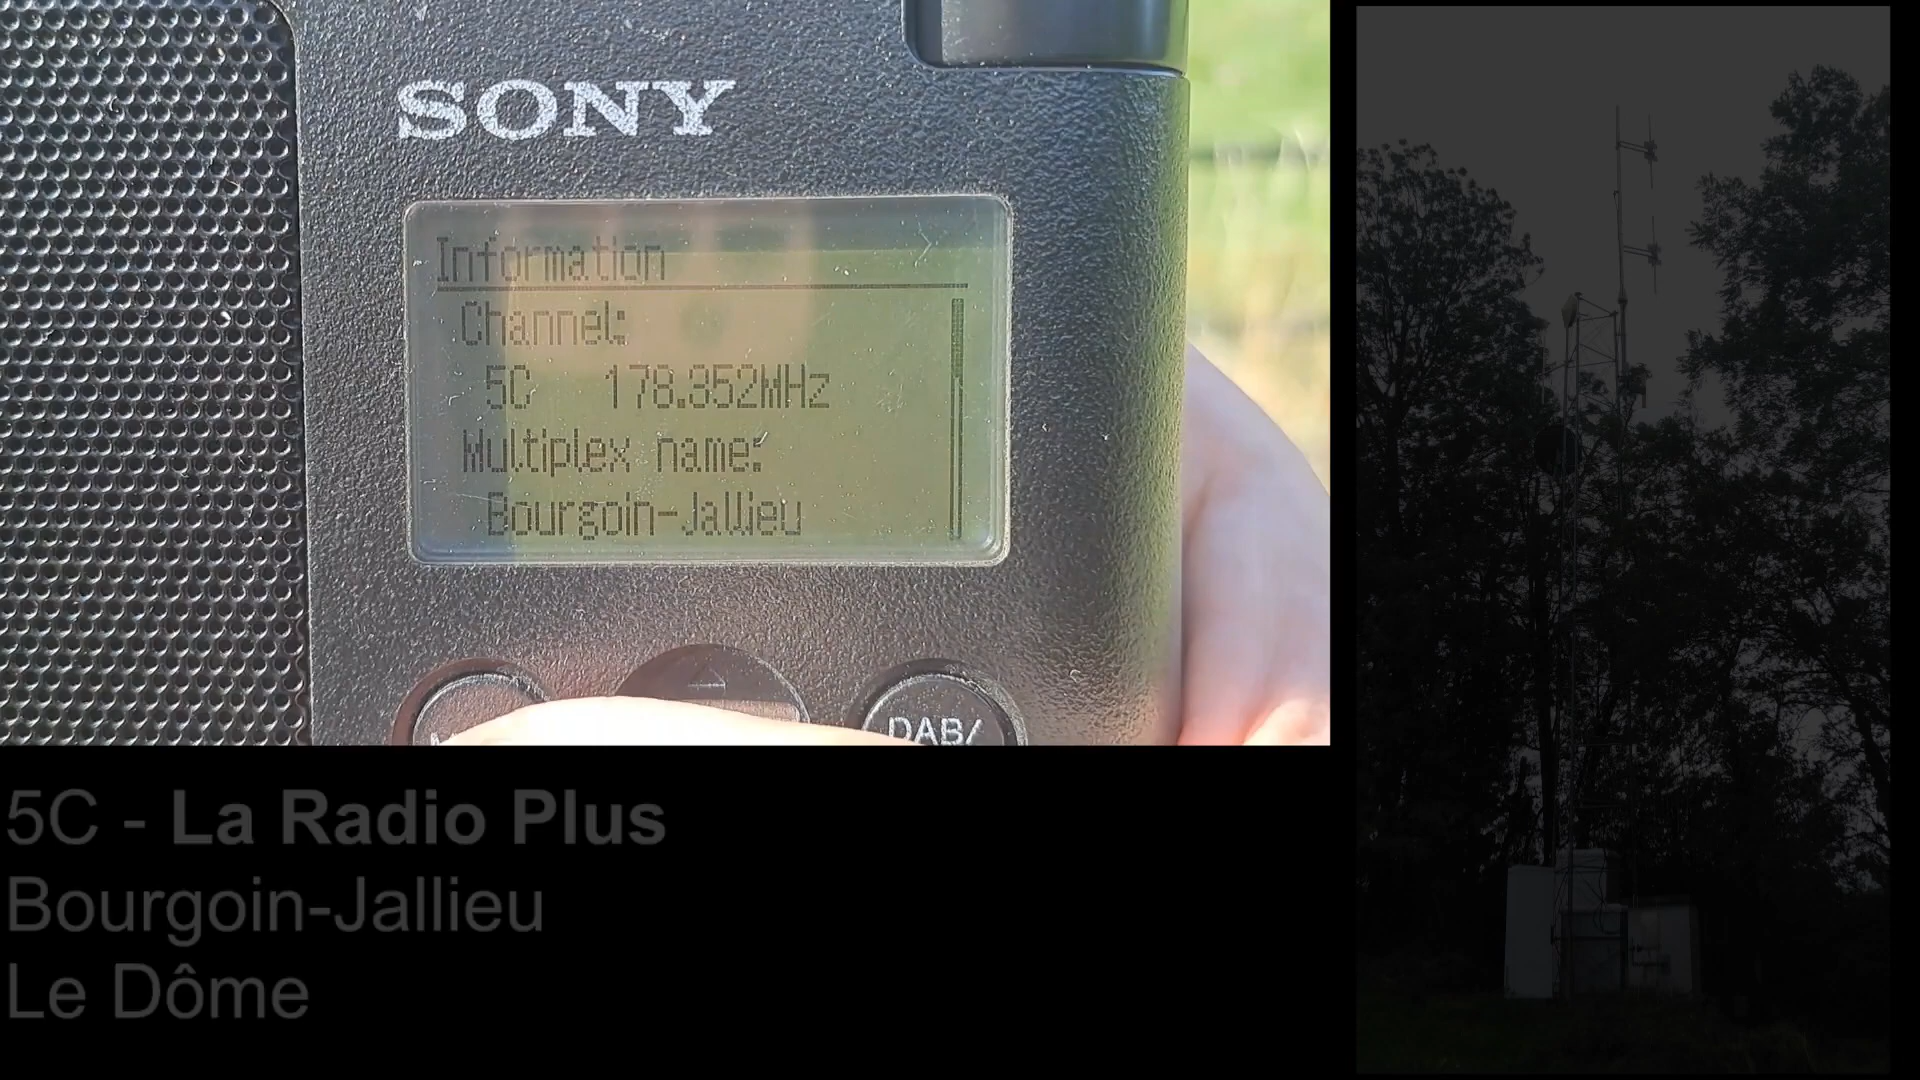 SONY
Information
Channel:
5C 178.352MHz
Multiplex name:
Bourgoin-Jallieu
DAB/
5C - La Radio Plus
Bourgoin-Jallieu
Le Dôme